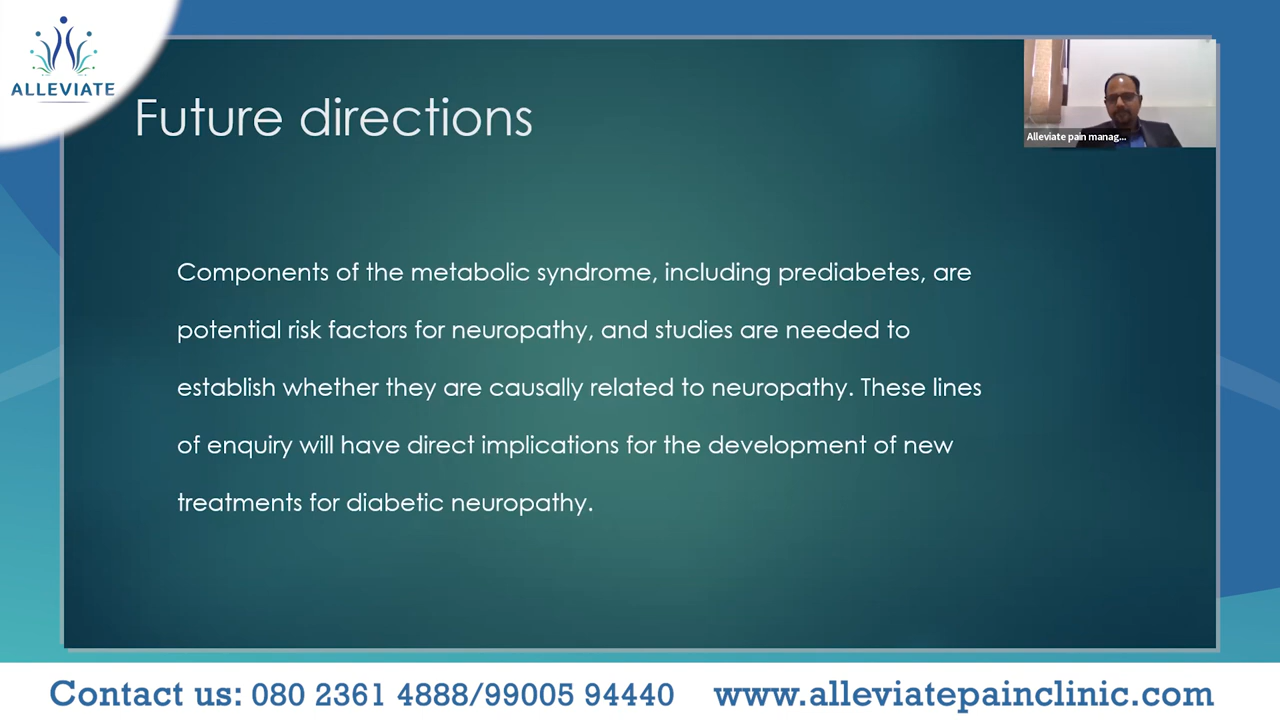 ALLEVIATE
Future directions
Alleviate pain manag...
Components of the metabolic syndrome, including prediabetes, are
potential risk factors for neuropathy, and studies are needed to
establish whether they are causally related to neuropathy. These lines
of enquiry will have direct implications for the development of new
treatments for diabetic neuropathy.
Contact us: 080 2361 4888/99005 94440 www.alleviatepainclinic.com